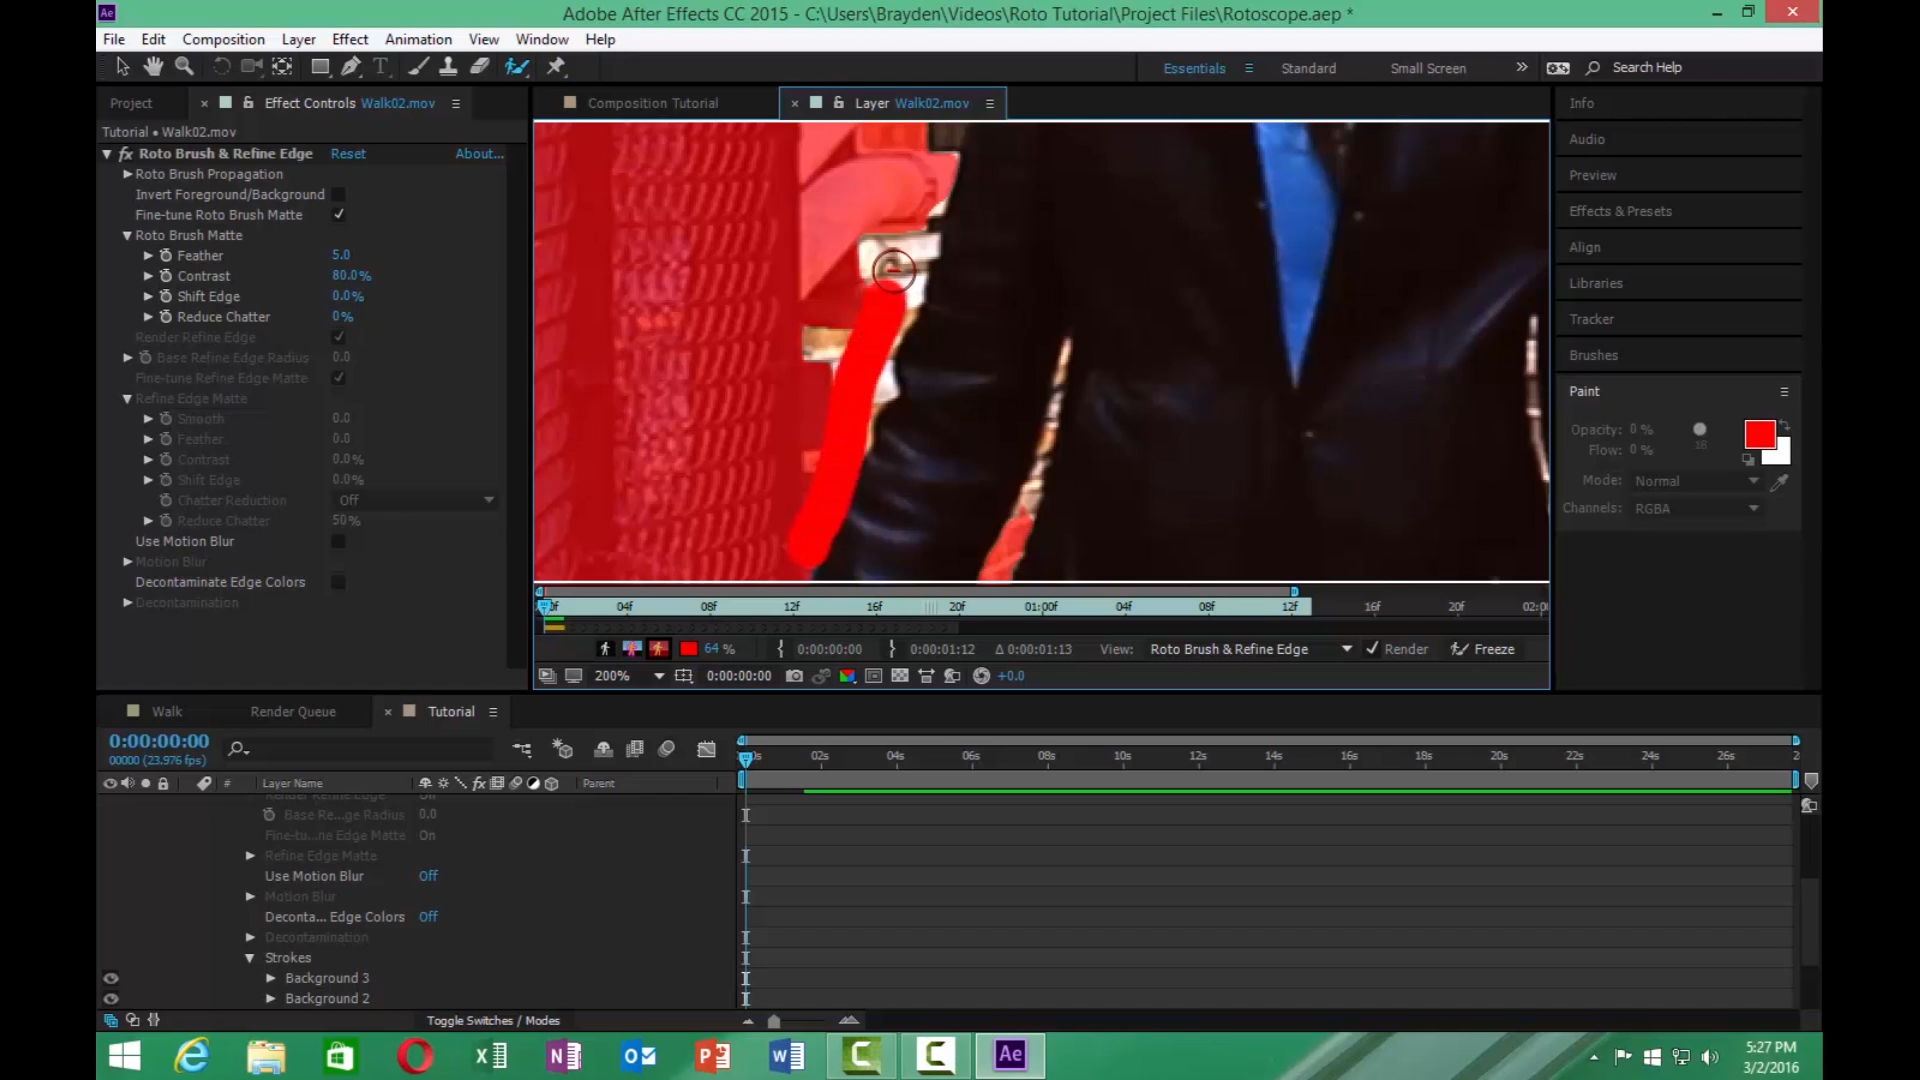 Adobe After Effects CC 2015 - C:\Users\Brayden\Videos\Roto Tutorial\Project Files\Rotoscope.aep *
File Edit Composition Layer Effect Animation View Window Help
Essentials Standard Small Screen Search Help
Project Effect Controls Walk02.mov
Composition Tutorial Layer Walk02.mov
Tutorial • Walk02.mov
fx Roto Brush & Refine Edge Reset About...
Roto Brush Propagation
Invert Foreground/Background
Fine-tune Roto Brush Matte
Roto Brush Matte
Feather 5.0
Contrast 80.0%
Shift Edge 0.0%
Reduce Chatter 0%
Render Refine Edge
Base Refine Edge Radius 0.0
Fine-tune Refine Edge Matte
Refine Edge Matte
Smooth 0.0
Feather 0.0
Contrast 0.0%
Shift Edge 0.0%
Chatter Reduction Off
Reduce Chatter 50%
Use Motion Blur
Motion Blur
Decontaminate Edge Colors
Decontamination
04f 08f 12f 16f 20f 01:00f 04f 08f 12f 16f 20f
64 % 0:00:00:00 0:00:01:12 Δ 0:00:01:13 View: Roto Brush & Refine Edge Render Freeze
200% 0:00:00:00 +0.0
Info
Audio
Preview
Effects & Presets
Align
Libraries
Tracker
Brushes
Paint
Opacity: 0 %
Flow: 0 %
16
Mode: Normal
Channels: RGBA
Walk Render Queue Tutorial
0:00:00:00
00000 (23.976 fps)
02s 04s 06s 08s 10s 12s 14s 16s 18s 20s 22s 24s 26s
# Layer Name fx Parent
Render Refine Edge On
Base Re...ge Radius 0.0
Fine-tu...ne Edge Matte On
Refine Edge Matte
Use Motion Blur Off
Motion Blur
Deconta... Edge Colors Off
Decontamination
Strokes
Background 3
Background 2
Toggle Switches / Modes
5:27 PM
3/2/2016